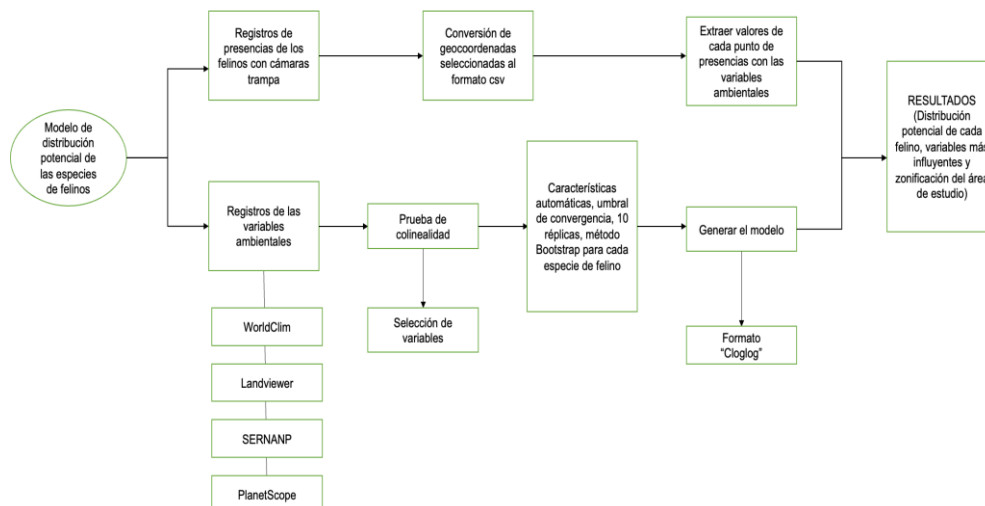 Modelo de
distribución
potencial de
las especies
de felinos
Registros de
presencias de los
felinos con cámaras
trampa
Conversión de
geocoordenadas
seleccionadas al
formato csv
Extraer valores de
cada punto de
presencias con las
variables
ambientales
Registros de las
variables
ambientales
WorldClim
Landviewer
SERNANP
PlanetScope
Prueba de
colinealidad
Selección de
variables
Características
automáticas, umbral
de convergencia, 10
réplicas, método
Bootstrap para cada
especie de felino
Generar el modelo
Formato
“Cloglog”
RESULTADOS
(Distribución
potencial de cada
felino, variables más
influyentes y
zonificación del área
de estudio)